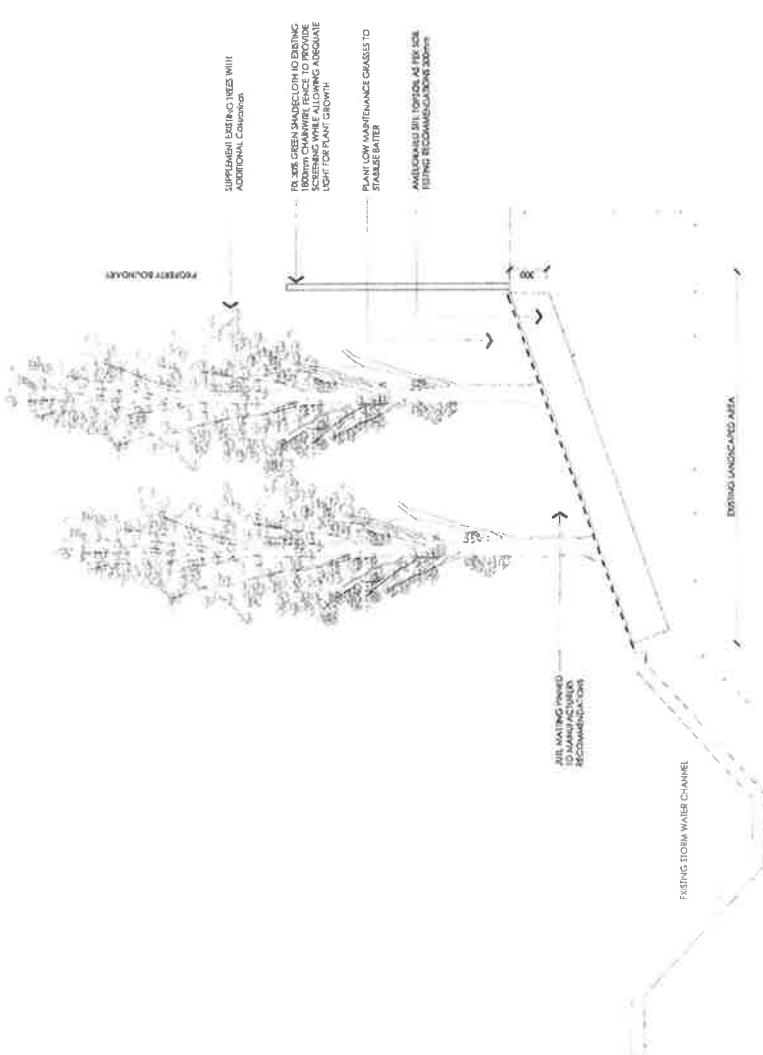 SUPPLEMENT EXISTING TREES WITH
ADDITIONAL Casuarinas
FIX 30% GREEN SHADECLOTH TO EXISTING
1800mm CHAINWIRE FENCE TO PROVIDE
SCREENING WHILE ALLOWING ADEQUATE
LIGHT FOR PLANT GROWTH
PLANT LOW MAINTENANCE GRASSES TO
STABILISE BATTER
AMELIORATED SITE TOPSOIL AS PER SOIL
TESTING RECOMMENDATIONS 300mm
PROPERTY BOUNDARY
300
EXISTING LANDSCAPED AREA
JUTE MATTING PINNED
TO MANUFACTURERS
RECOMMENDATIONS
EXISTING STORM WATER CHANNEL